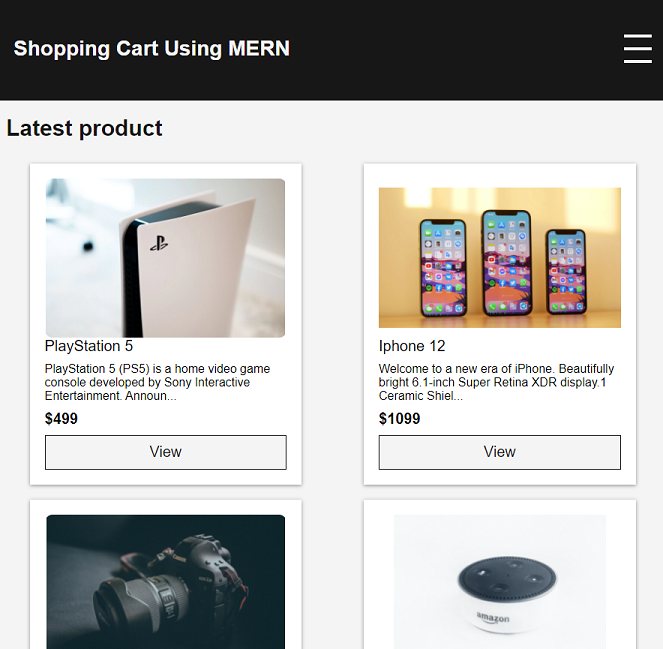 Shopping Cart Using MERN
Latest product
PlayStation 5
PlayStation 5 (PS5) is a home video game
console developed by Sony Interactive
Entertainment. Announ...
$499
View
Iphone 12
Welcome to a new era of iPhone. Beautifully
bright 6.1-inch Super Retina XDR display.1
Ceramic Shiel...
$1099
View
amazon